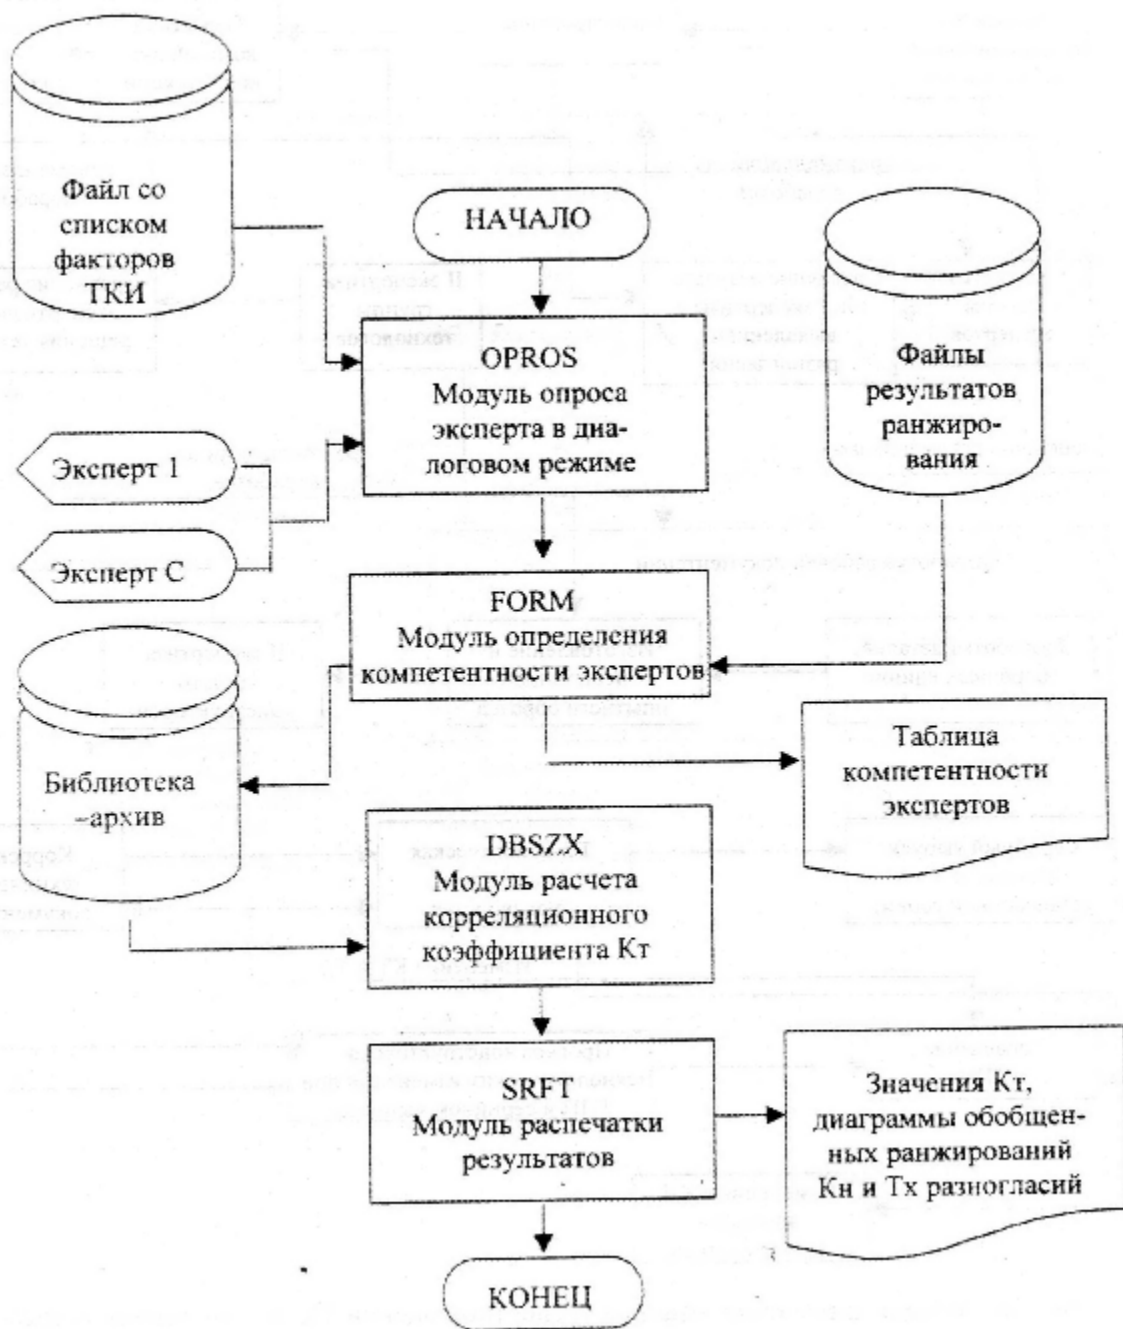 Файл со
списком
факторов
ТКИ
НАЧАЛО
OPROS
Модуль опроса
эксперта в диа-
логовом режиме
Файлы
результатов
ранжиро-
вания
Эксперт 1
Эксперт С
FORM
Модуль определения
компетентности экспертов
Библиотека
–архив
Таблица
компетентности
экспертов
DBSZX
Модуль расчета
корреляционного
коэффициента Кт
SRFT
Модуль распечатки
результатов
Значения Кт,
диаграммы обобщен-
ных ранжирований
Кн и Тх разногласий
КОНЕЦ